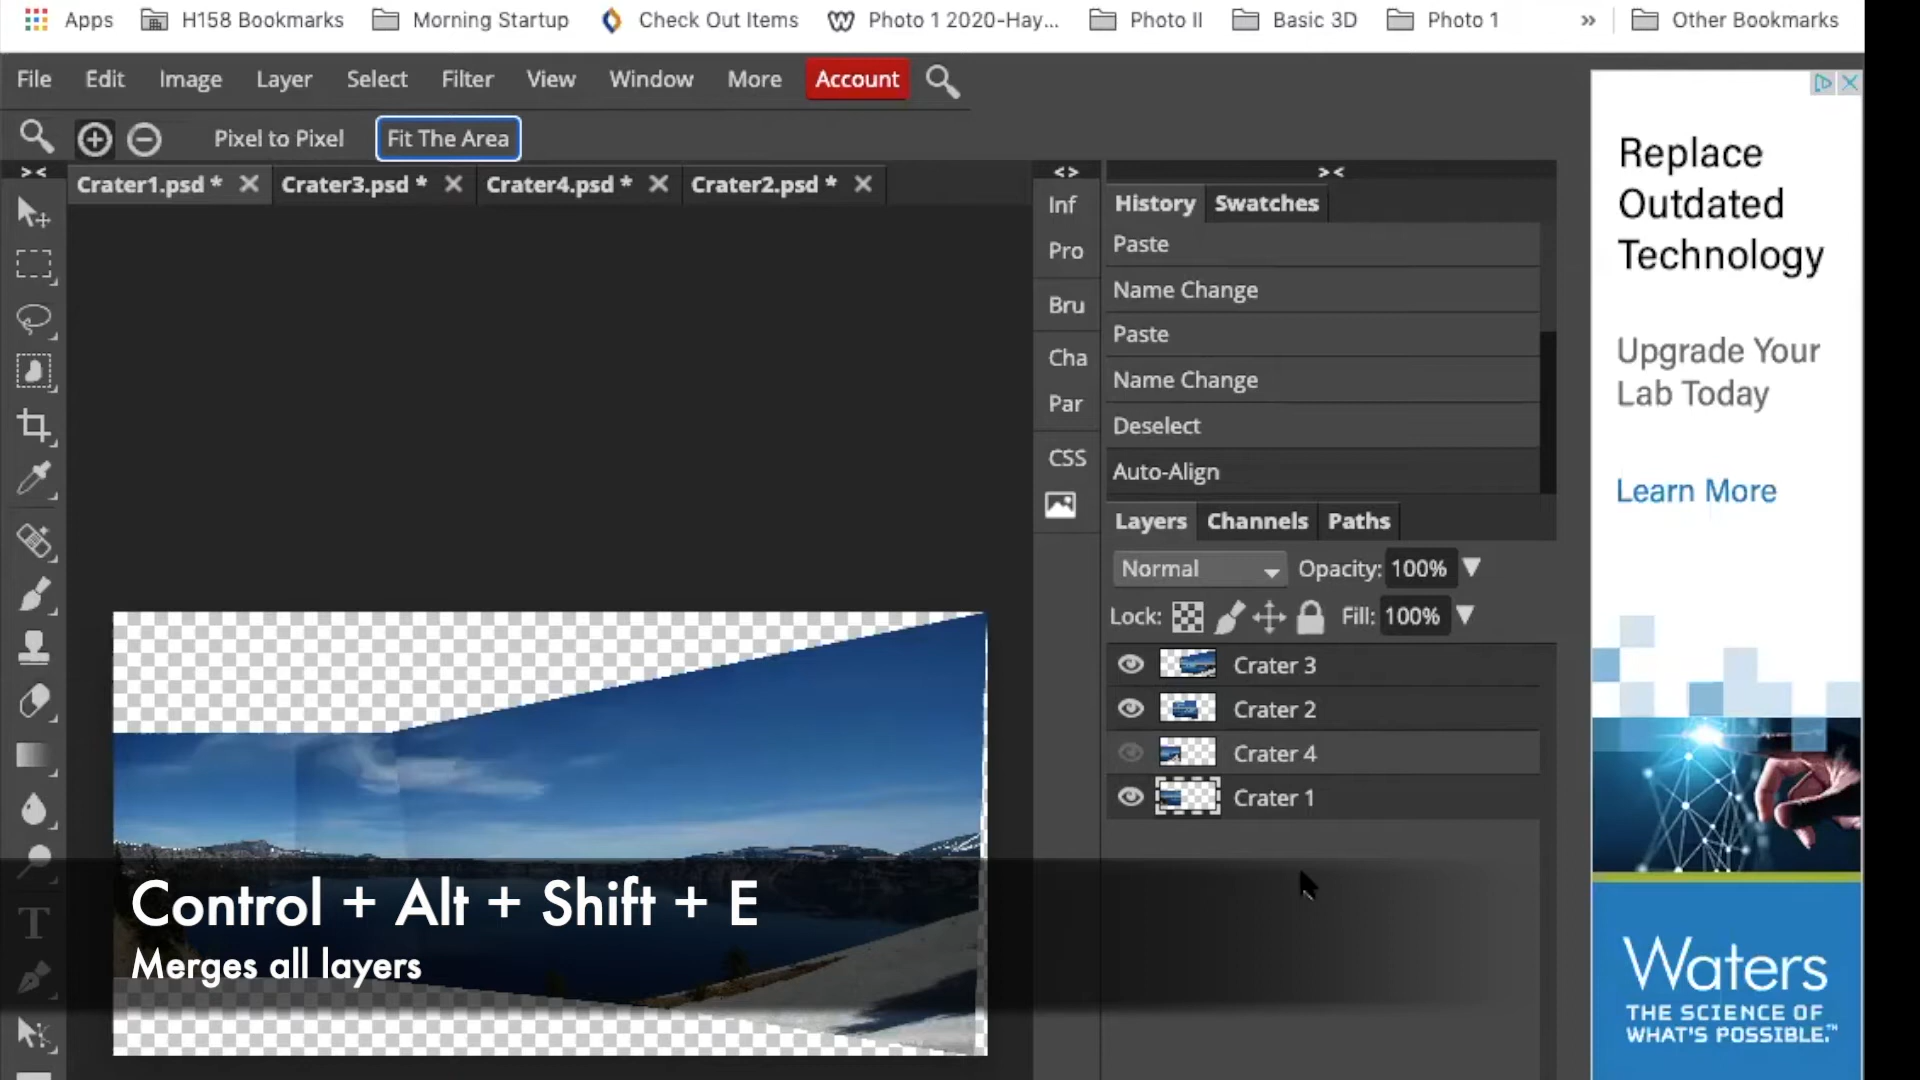 Apps H158 Bookmarks Morning Startup Check Out Items Photo 1 2020-Hay... Photo II Basic 3D Photo 1 » Other Bookmarks
File Edit Image Layer Select Filter View Window More Account
Pixel to Pixel Fit The Area
Crater1.psd * Crater3.psd * Crater4.psd * Crater2.psd *
Inf
Pro
Bru
Cha
Par
CSS
History Swatches
Paste
Name Change
Paste
Name Change
Deselect
Auto-Align
Layers Channels Paths
Normal Opacity: 100%
Lock: Fill: 100%
Crater 3
Crater 2
Crater 4
Crater 1
Control + Alt + Shift + E
Merges all layers
Replace
Outdated
Technology
Upgrade Your
Lab Today
Learn More
Waters
THE SCIENCE OF
WHAT'S POSSIBLE.™